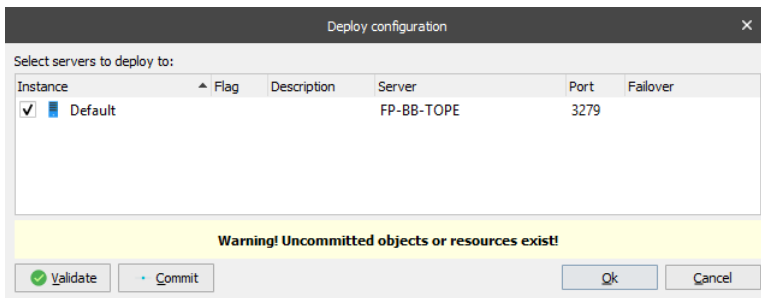 Deploy configuration
Select servers to deploy to:
Instance Flag Description Server Port Failover
Default FP-BB-TOPE 3279
Warning! Uncommitted objects or resources exist!
Validate Commit Ok Cancel